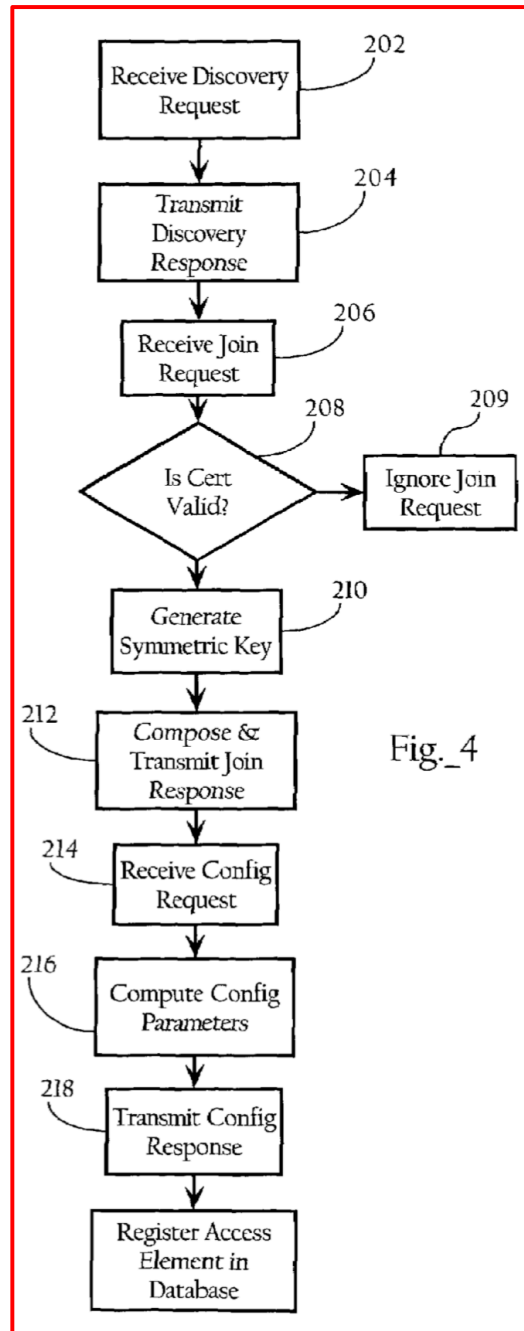 202
Receive Discovery
Request
204
Transmit
Discovery
Response
206
Receive Join
Request
208
209
Is Cert
Valid?
Ignore Join
Request
210
Generate
Symmetric Key
212
Compose &
Transmit Join
Response
Fig._4
214
Receive Config
Request
216
Compute Config
Parameters
218
Transmit Config
Response
Register Access
Element in
Database